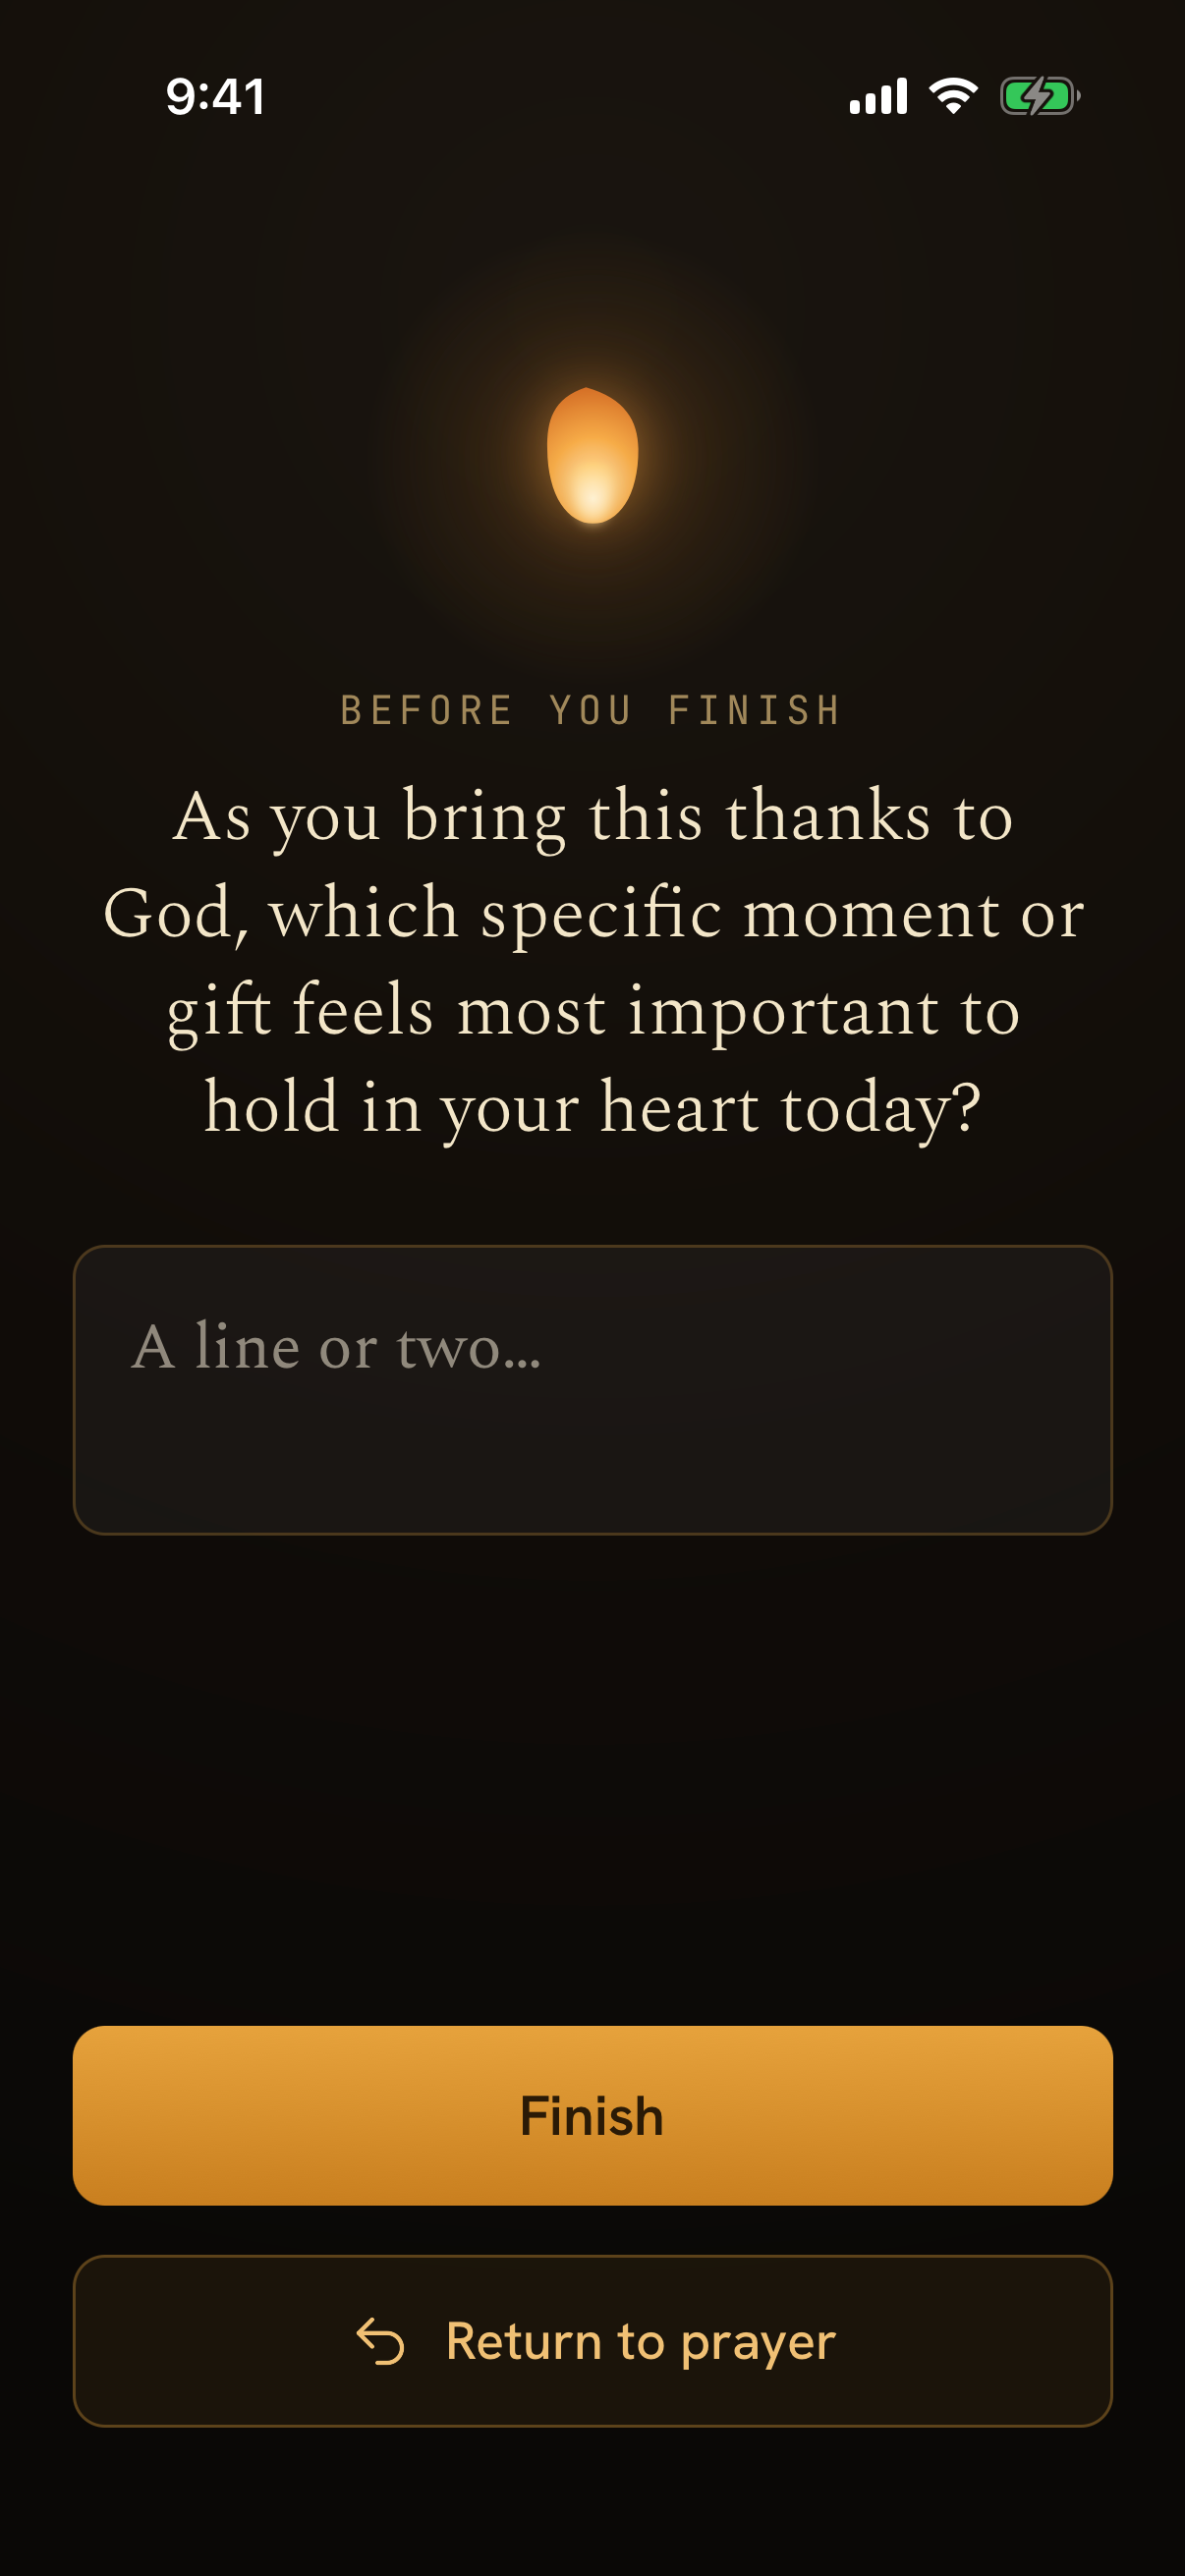 9:41
BEFORE YOU FINISH
As you bring this thanks to
God, which specific moment or
gift feels most important to
hold in your heart today?
A line or two…
Finish
Return to prayer